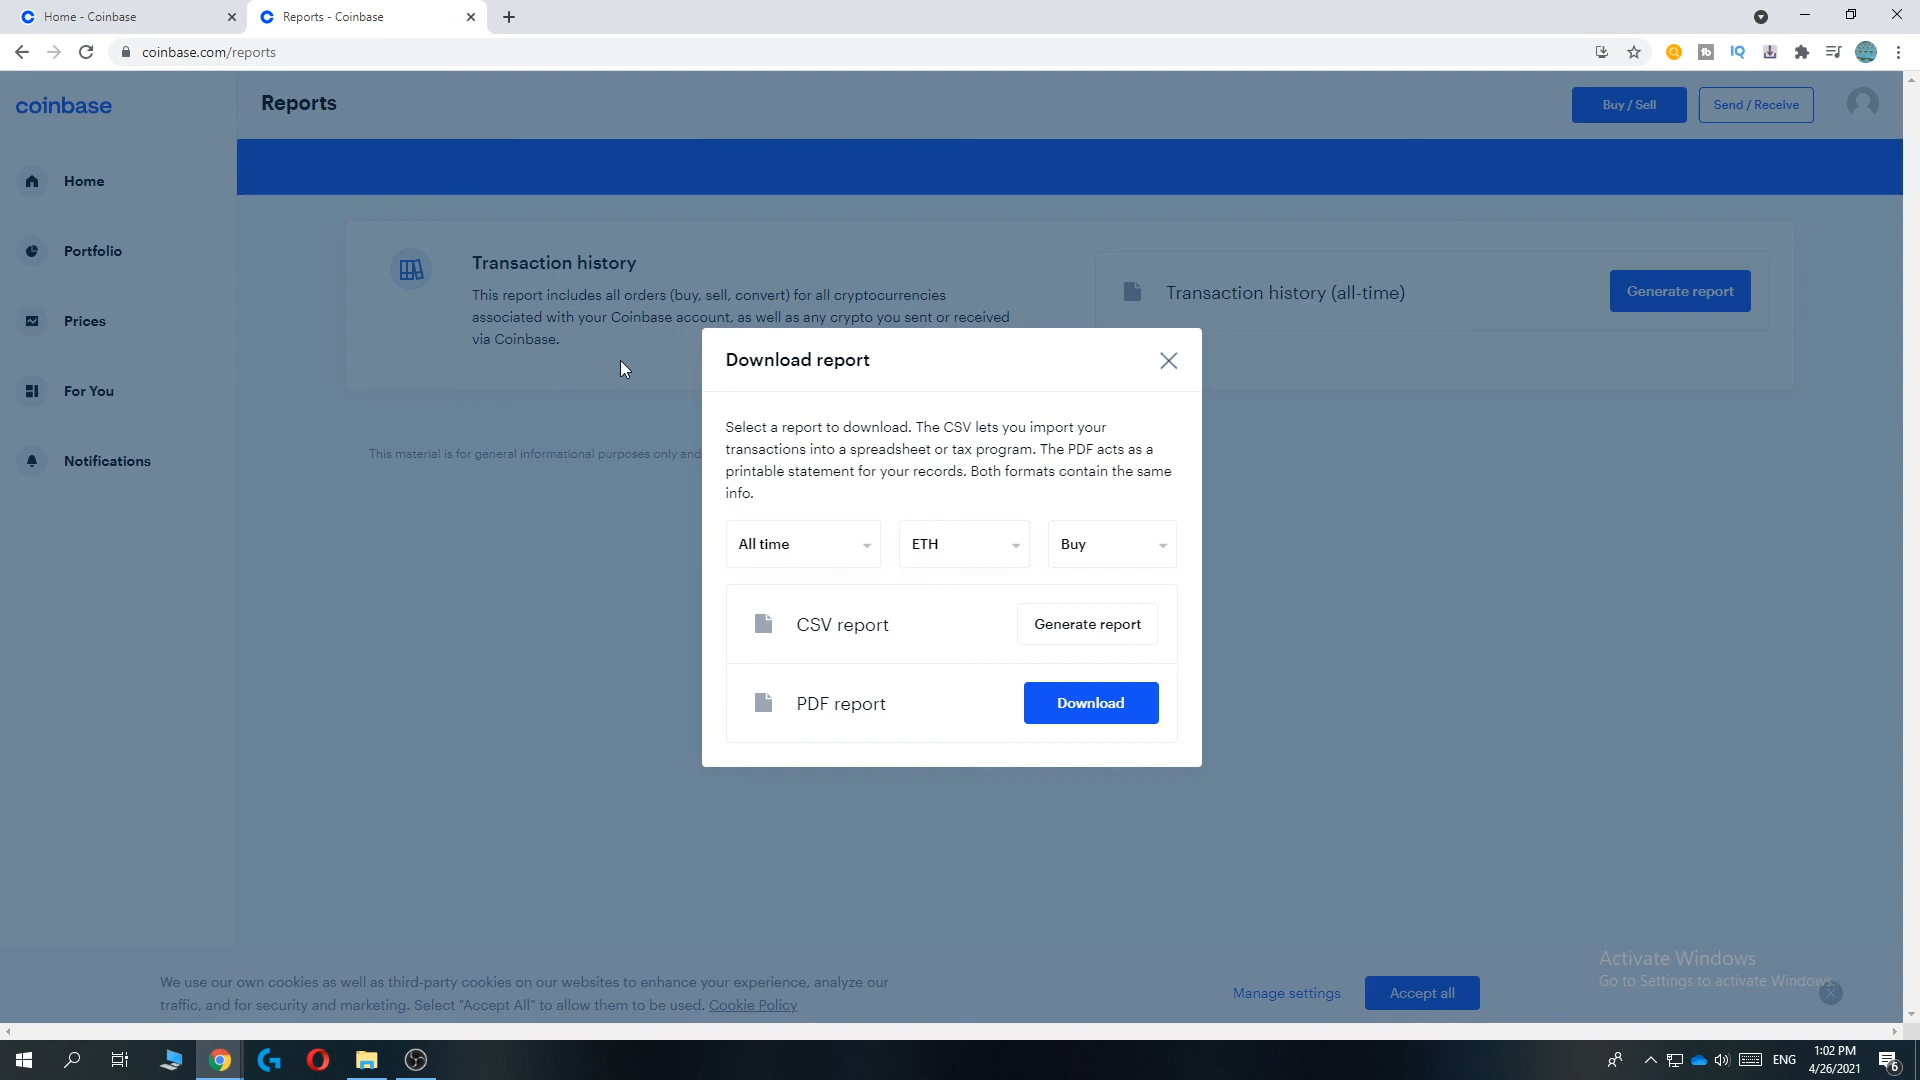 Home - Coinbase
Reports - Coinbase
coinbase.com/reports
coinbase
Reports
Buy / Sell
Send / Receive
Home
Portfolio
Prices
For You
Notifications
Transaction history
This report includes all orders (buy, sell, convert) for all cryptocurrencies
associated with your Coinbase account, as well as any crypto you sent or received
via Coinbase.
Transaction history (all-time)
Generate report
This material is for general informational purposes only and
Download report
Select a report to download. The CSV lets you import your
transactions into a spreadsheet or tax program. The PDF acts as a
printable statement for your records. Both formats contain the same
info.
All time
ETH
Buy
CSV report
Generate report
PDF report
Download
We use our own cookies as well as third-party cookies on our websites to enhance your experience, analyze our
traffic, and for security and marketing. Select "Accept All" to allow them to be used. Cookie Policy
Manage settings
Accept all
Activate Windows
Go to Settings to activate Windows.
ENG
1:02 PM
4/26/2021
6
IQ
tb